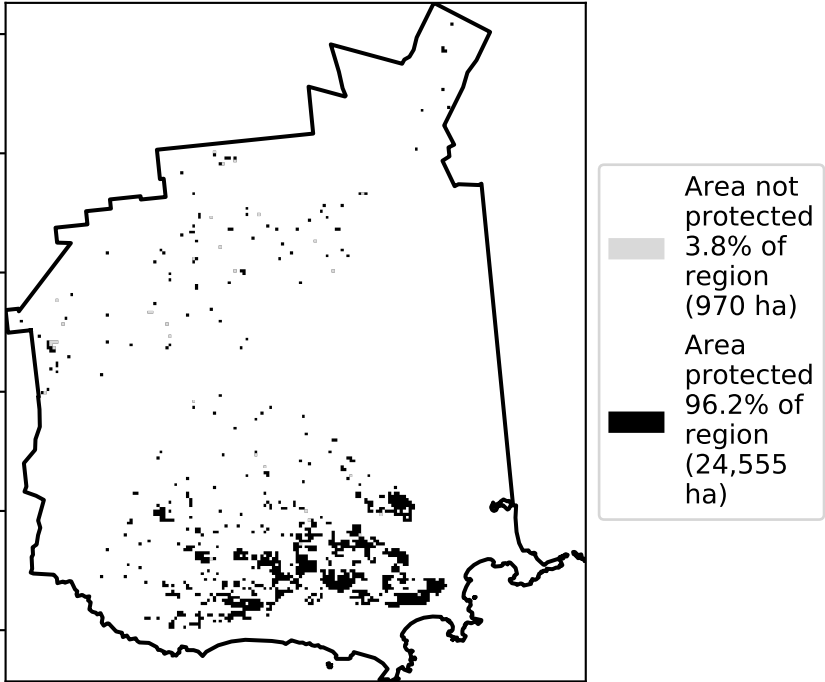 Area not
protected
3.8% of
region
(970 ha)
Area
protected
96.2% of
region
(24,555
ha)